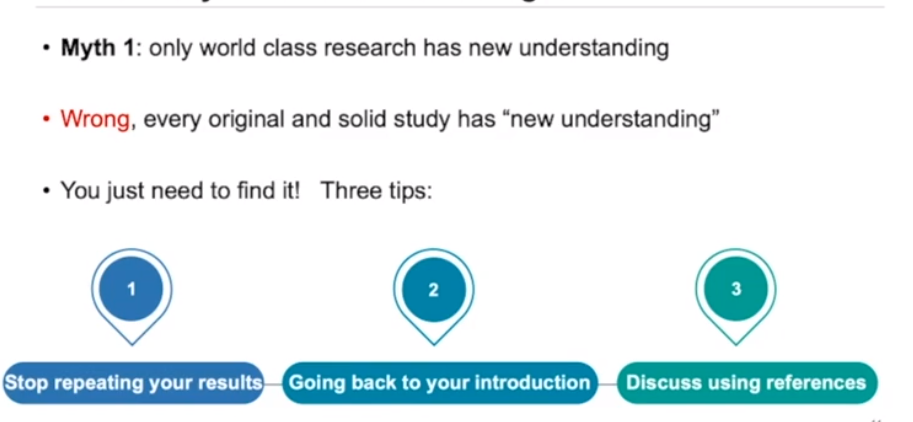 • Myth 1: only world class research has new understanding
• Wrong, every original and solid study has “new understanding”
• You just need to find it! Three tips:
1
2
3
Stop repeating your results
Going back to your introduction
Discuss using references